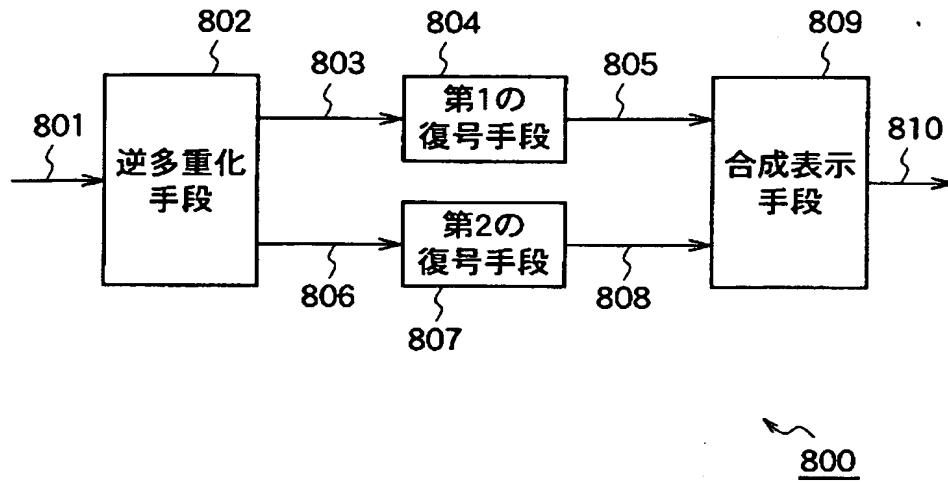 802
804
809
803
805
801
810
逆多重化
手段
第1の
復号手段
合成表示
手段
第2の
復号手段
806
808
807
800